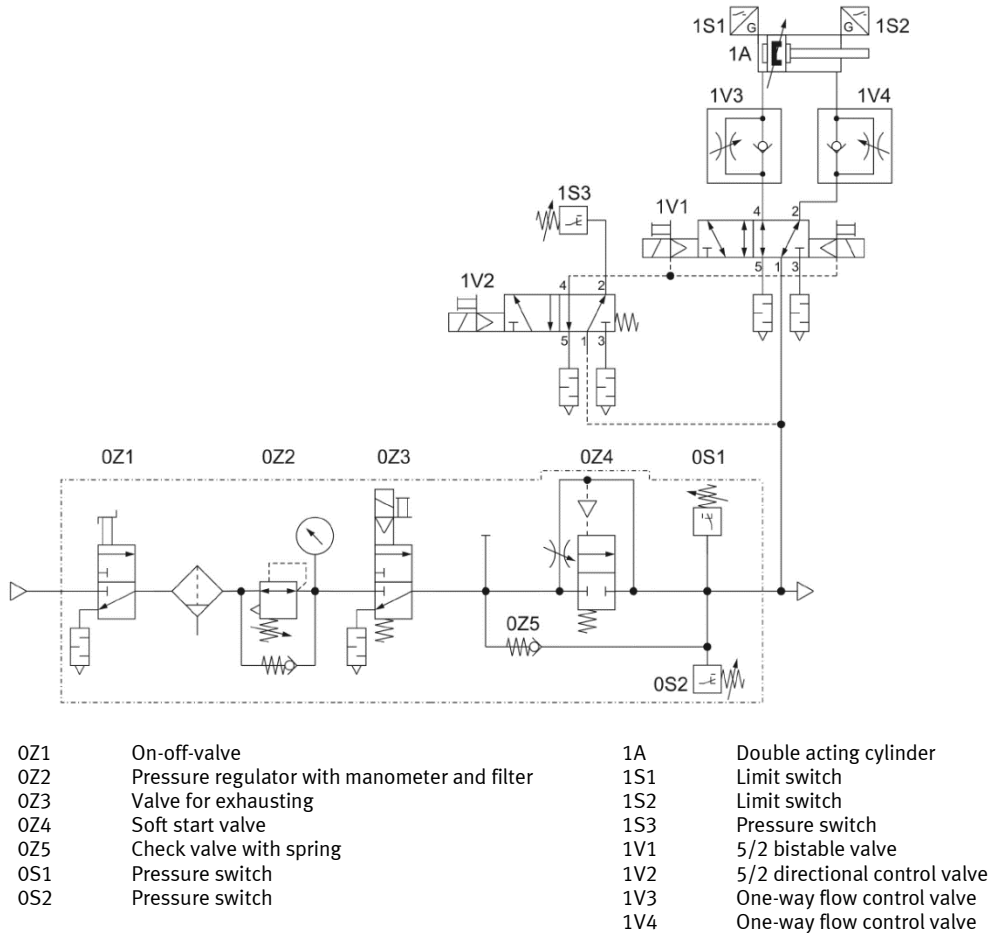 1S1
G
G
1S2
1A
1V3
1V4
1S3
1V1
4
2
5
1
3
1V2
4
2
5
1
3
0Z1
0Z2
0Z3
0Z4
0S1
0Z5
0S2
0Z1 On-off-valve
0Z2 Pressure regulator with manometer and filter
0Z3 Valve for exhausting
0Z4 Soft start valve
0Z5 Check valve with spring
0S1 Pressure switch
0S2 Pressure switch
1A Double acting cylinder
1S1 Limit switch
1S2 Limit switch
1S3 Pressure switch
1V1 5/2 bistable valve
1V2 5/2 directional control valve
1V3 One-way flow control valve
1V4 One-way flow control valve